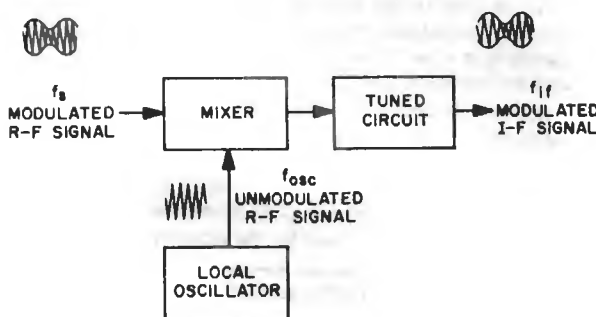 fs
MODULATED
R-F SIGNAL
MIXER
TUNED
CIRCUIT
fif
MODULATED
I-F SIGNAL
fosc
UNMODULATED
R-F SIGNAL
LOCAL
OSCILLATOR